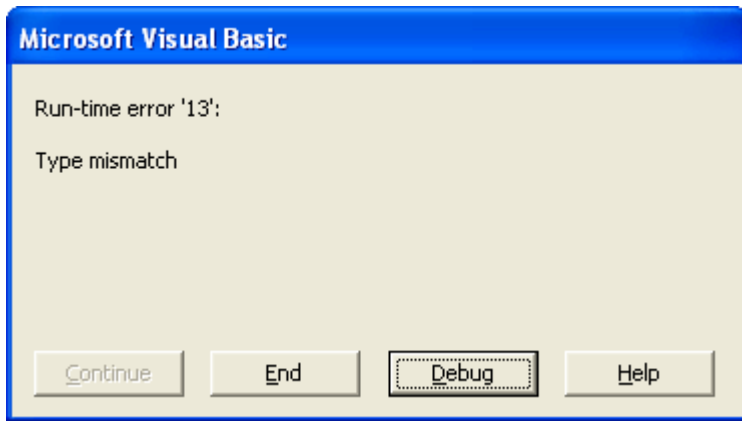 Microsoft Visual Basic
Run-time error '13':
Type mismatch
Continue End Debug Help